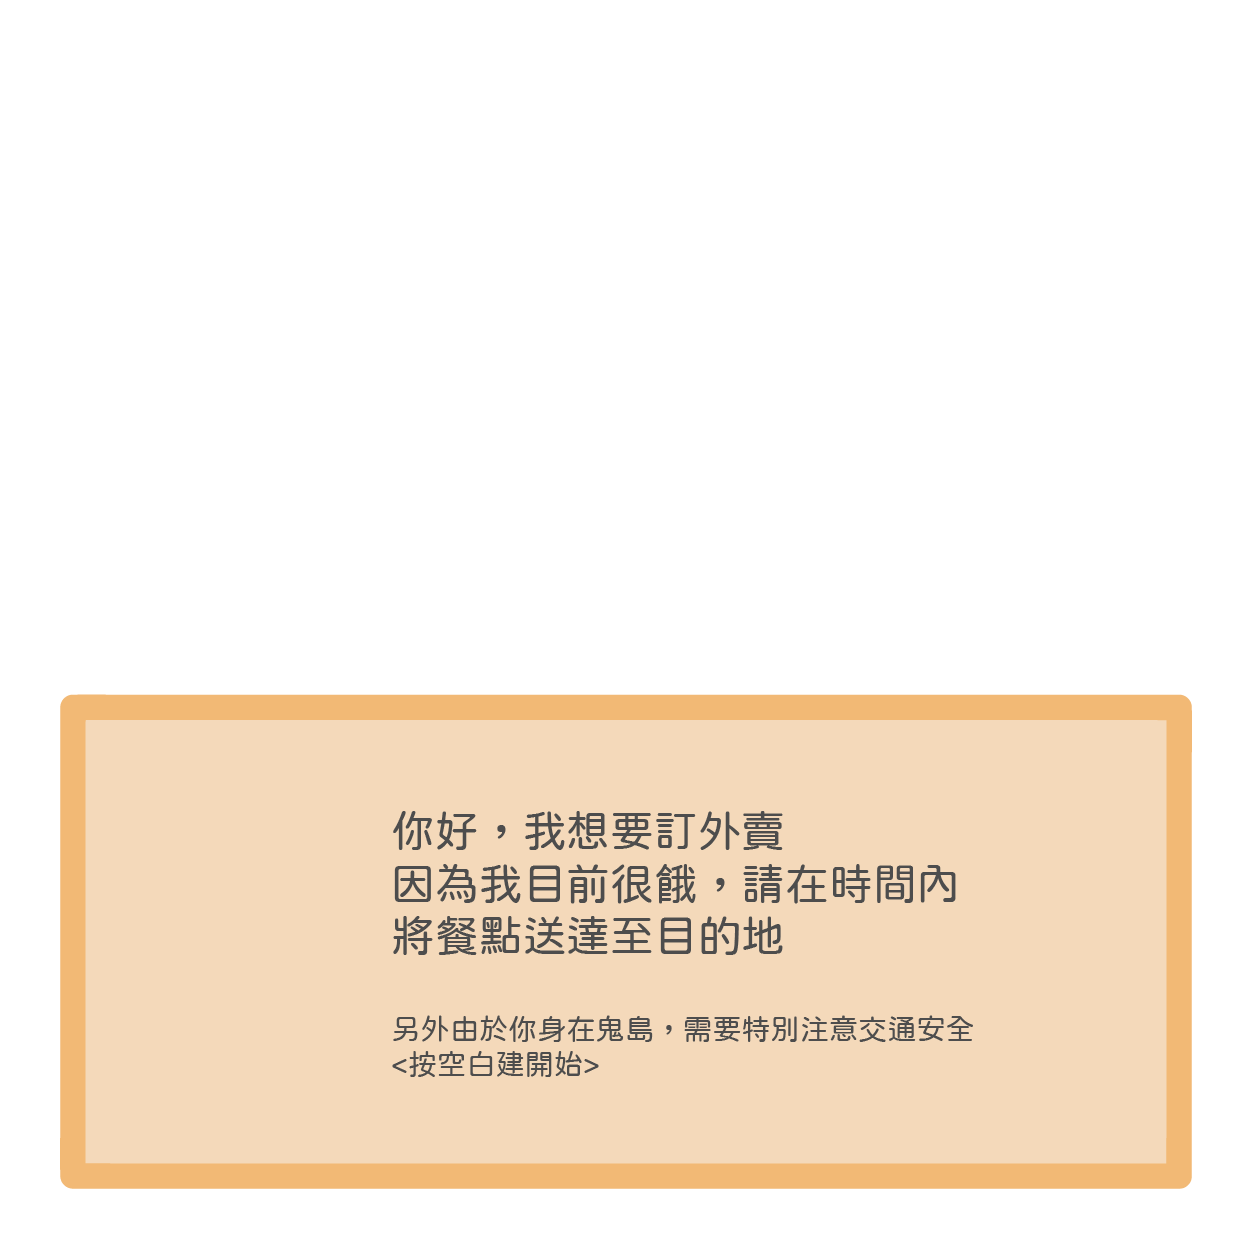 你好，我想要訂外賣
因為我目前很餓，請在時間內
將餐點送達至目的地
另外由於你身在鬼島，需要特別注意交通安全
<按空白建開始>